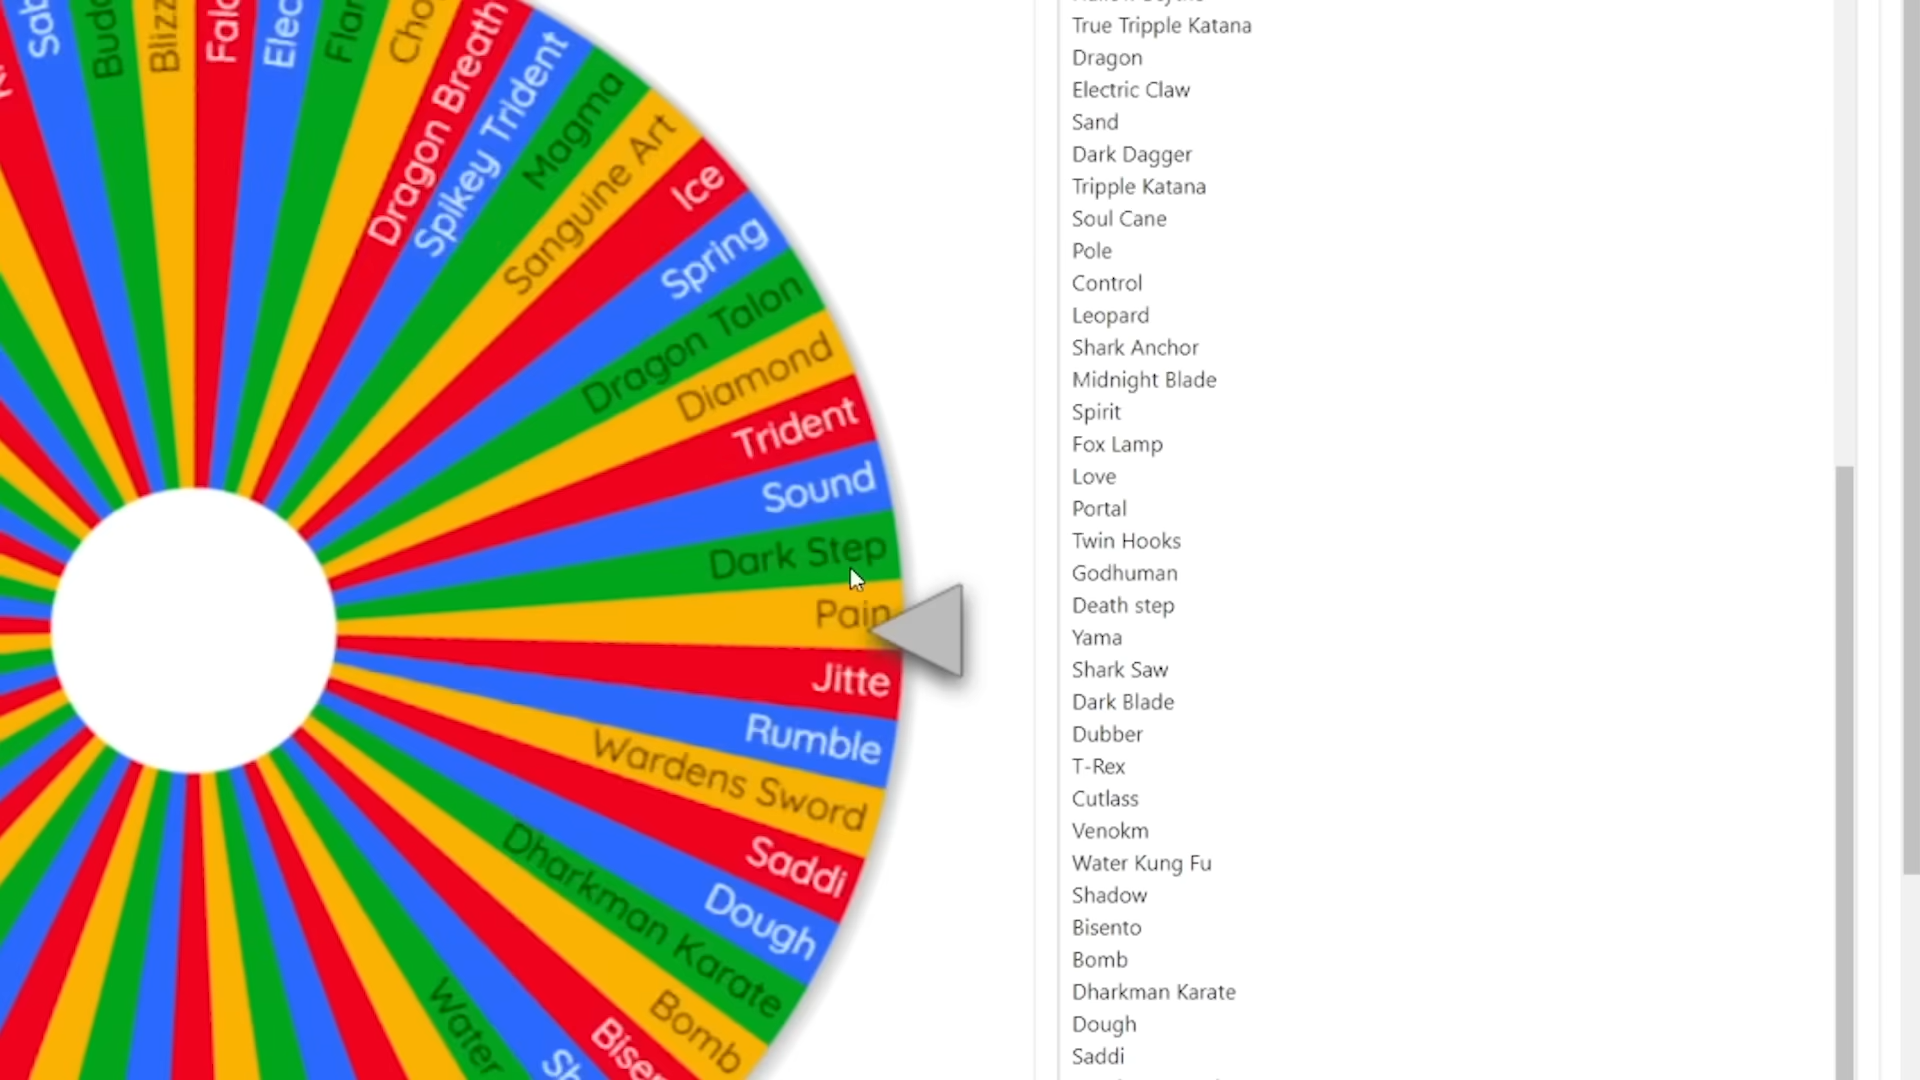 Dragon Breath
Spikey Trident
Magma
Sanguine Art
Ice
Spring
Dragon Talon
Diamond
Trident
Sound
Dark Step
Pain
Jitte
Rumble
Wardens Sword
Saddi
Dough
Dharkman Karate
Bomb
Water
True Tripple Katana
Dragon
Electric Claw
Sand
Dark Dagger
Tripple Katana
Soul Cane
Pole
Control
Leopard
Shark Anchor
Midnight Blade
Spirit
Fox Lamp
Love
Portal
Twin Hooks
Godhuman
Death step
Yama
Shark Saw
Dark Blade
Dubber
T-Rex
Cutlass
Venokm
Water Kung Fu
Shadow
Bisento
Bomb
Dharkman Karate
Dough
Saddi